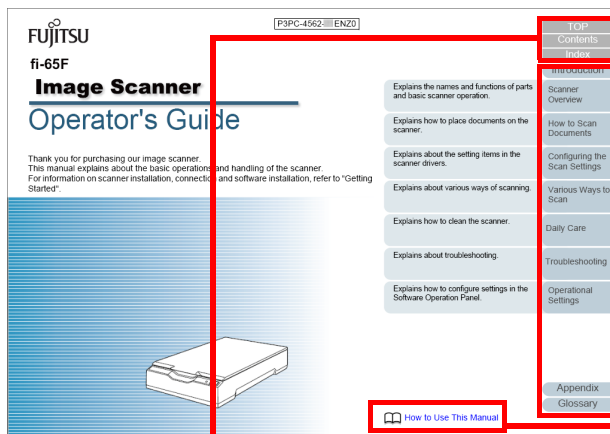 FUJITSU
P3PC-4562- ENZ0
fi-65F
Image Scanner
Operator's Guide
Thank you for purchasing our image scanner.
This manual explains about the basic operations and handling of the scanner.
For information on scanner installation, connection and software installation, refer to "Getting
Started".
TOP
Contents
Index
Introduction
Explains the names and functions of parts
and basic scanner operation.
Scanner
Overview
Explains how to place documents on the
scanner.
How to Scan
Documents
Explains about the setting items in the
scanner drivers.
Configuring the
Scan Settings
Explains about various ways of scanning.
Various Ways to
Scan
Explains how to clean the scanner.
Daily Care
Explains about troubleshooting.
Troubleshooting
Explains how to configure settings in the
Software Operation Panel.
Operational
Settings
Appendix
Glossary
How to Use This Manual